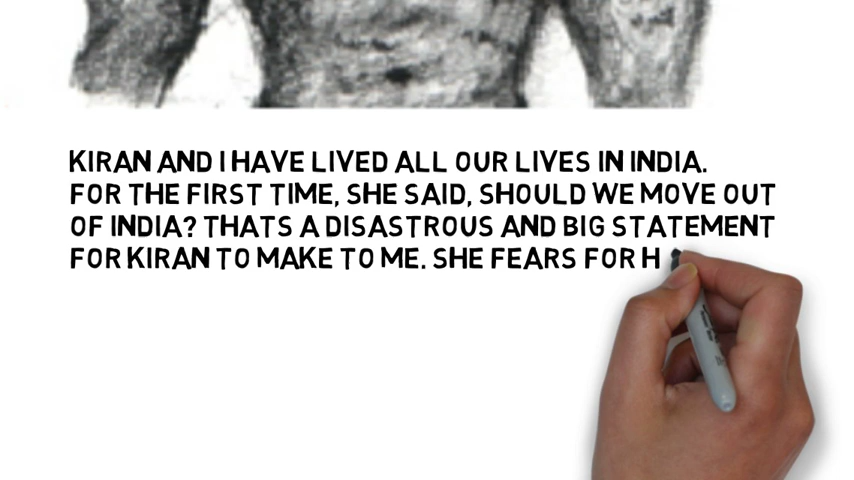 KIRAN AND I HAVE LIVED ALL OUR LIVES IN INDIA.
FOR THE FIRST TIME, SHE SAID, SHOULD WE MOVE OUT
OF INDIA? THATS A DISASTROUS AND BIG STATEMENT
FOR KIRAN TO MAKE TO ME. SHE FEARS FOR H